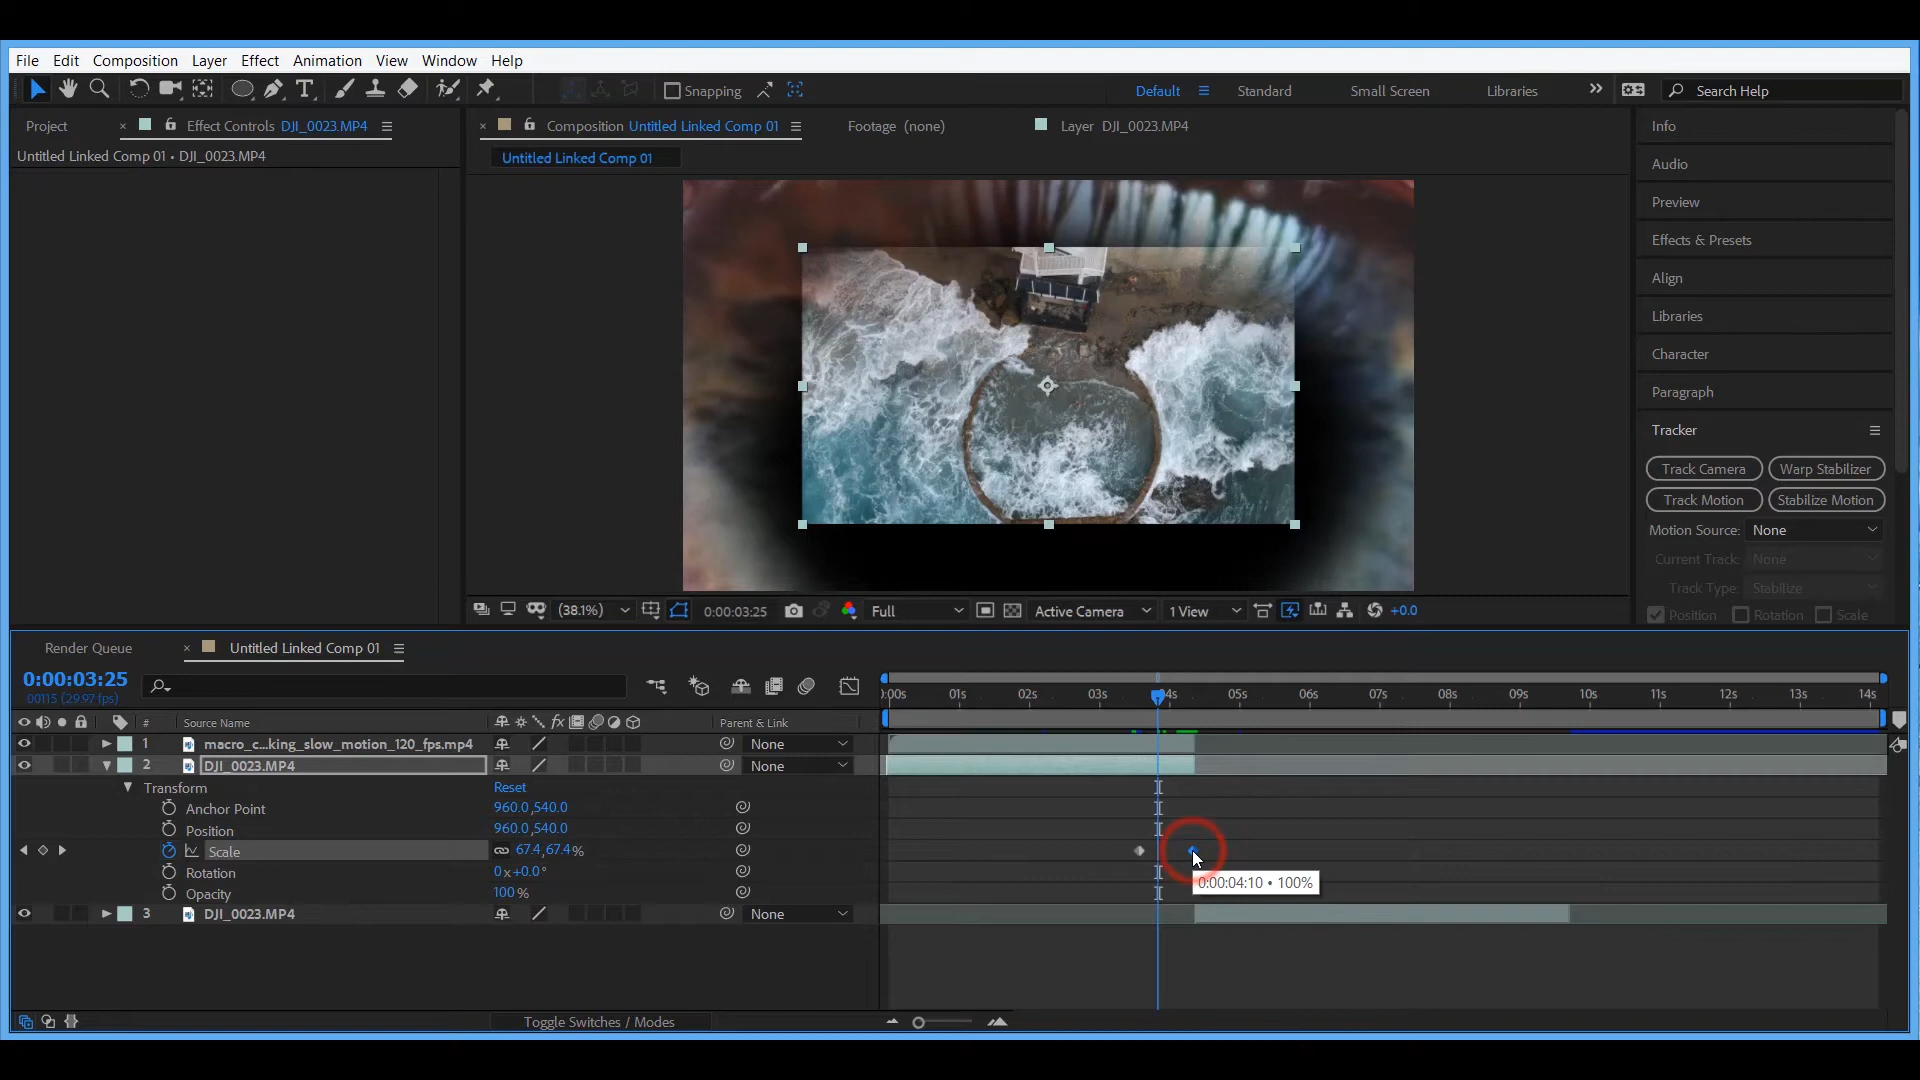 File Edit Composition Layer Effect Animation View Window Help
Snapping Default Standard Small Screen Libraries Search Help
Project Effect Controls DJI_0023.MP4 Composition Untitled Linked Comp 01 Footage (none) Layer DJI_0023.MP4 Info
Untitled Linked Comp 01 • DJI_0023.MP4 Untitled Linked Comp 01
Audio
Preview
Effects & Presets
Align
Libraries
Character
Paragraph
Tracker
Track Camera Warp Stabilizer
Track Motion Stabilize Motion
Motion Source: None
Current Track: None
Track Type: Stabilize
Position Rotation Scale
(38.1%) 0:00:03:25 Full Active Camera 1 View +0.0
Render Queue Untitled Linked Comp 01
0:00:03:25
00115 (29.97 fps)
:00s 01s 02s 03s 04s 05s 06s 07s 08s 09s 10s 11s 12s 13s 14s
# Source Name fx Parent & Link
1 macro_c...king_slow_motion_120_fps.mp4 None
2 DJI_0023.MP4 None
Transform Reset
Anchor Point 960.0,540.0
Position 960.0,540.0
Scale 67.4,67.4%
Rotation 0x+0.0°
0:00:04:10 • 100%
Opacity 100 %
3 DJI_0023.MP4 None
Toggle Switches / Modes